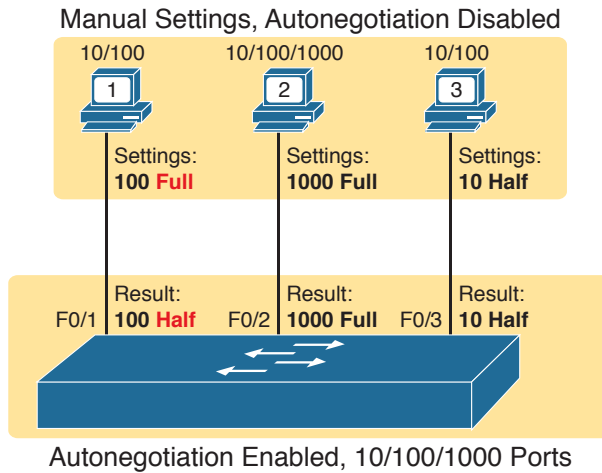 Manual Settings, Autonegotiation Disabled
10/100 10/100/1000 10/100
1 2 3
Settings: Settings: Settings:
100 Full 1000 Full 10 Half
Result: Result: Result:
F0/1 100 Half F0/2 1000 Full F0/3 10 Half
Autonegotiation Enabled, 10/100/1000 Ports